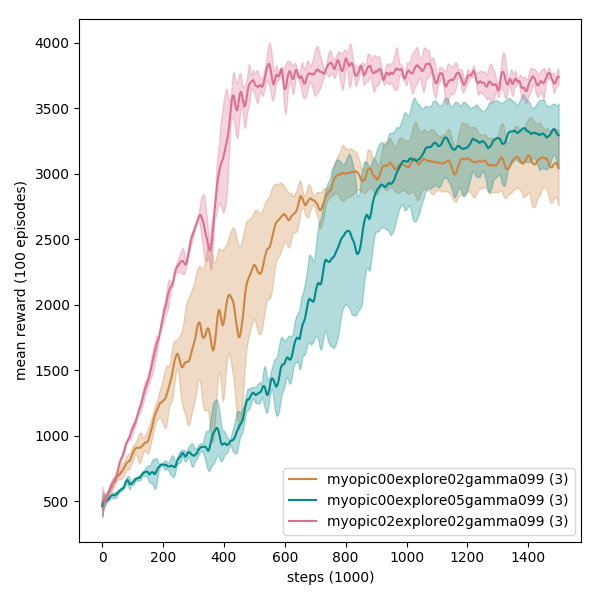 4000
3500
3000
2500
2000
1500
1000
500
mean reward (100 episodes)
myopic00explore02gamma099 (3)
myopic00explore05gamma099 (3)
myopic02explore02gamma099 (3)
0 200 400 600 800 1000 1200 1400
steps (1000)